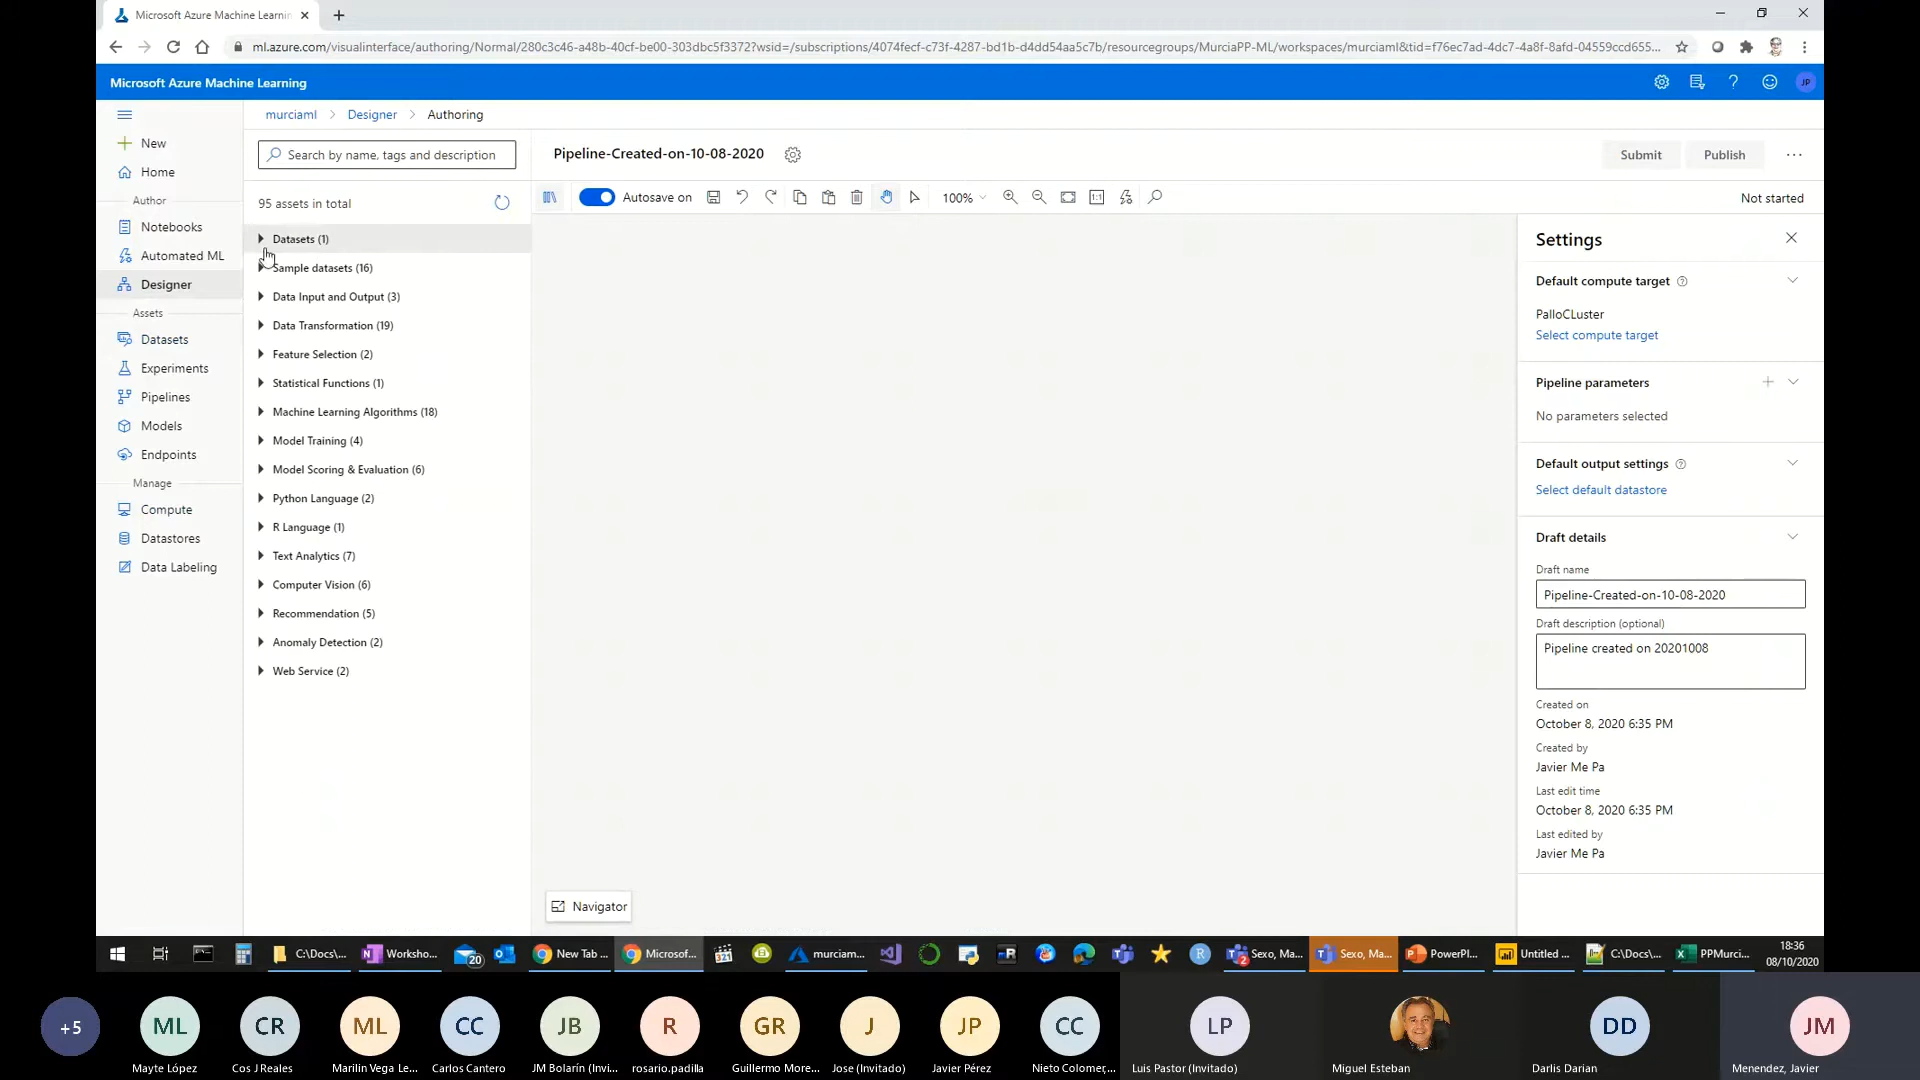 Microsoft Azure Machine Learnin
ml.azure.com/visualinterface/authoring/Normal/280c3c46-a48b-40cf-be00-303dbc5f3372?wsid=/subscriptions/4074fecf-c73f-4287-bd1b-d4dd54aa5c7b/resourcegroups/MurciaPP-ML/workspaces/murciaml&tid=f76ec7ad-4dc7-4a8f-8afd-04559ccd655...
Microsoft Azure Machine Learning
JP
murciaml > Designer > Authoring
New
Home
Author
Notebooks
Automated ML
Designer
Assets
Datasets
Experiments
Pipelines
Models
Endpoints
Manage
Compute
Datastores
Data Labeling
Search by name, tags and description
95 assets in total
Datasets (1)
Sample datasets (16)
Data Input and Output (3)
Data Transformation (19)
Feature Selection (2)
Statistical Functions (1)
Machine Learning Algorithms (18)
Model Training (4)
Model Scoring & Evaluation (6)
Python Language (2)
R Language (1)
Text Analytics (7)
Computer Vision (6)
Recommendation (5)
Anomaly Detection (2)
Web Service (2)
Pipeline-Created-on-10-08-2020
Submit
Publish
Autosave on
100%
1:1
Not started
Navigator
Settings
Default compute target
PalloCLuster
Select compute target
Pipeline parameters
No parameters selected
Default output settings
Select default datastore
Draft details
Draft name
Pipeline-Created-on-10-08-2020
Draft description (optional)
Pipeline created on 20201008
Created on
October 8, 2020 6:35 PM
Created by
Javier Me Pa
Last edit time
October 8, 2020 6:35 PM
Last edited by
Javier Me Pa
C:\Docs\...
Worksho...
20
New Tab ...
Microsof...
321
murciam...
R
R
2
Sexo, Ma...
Sexo, Ma...
PowerPl...
Untitled ...
C:\Docs\...
PPMurci...
18:36
08/10/2020
+5
ML
CR
ML
CC
JB
R
GR
J
JP
CC
LP
DD
JM
Mayte López
Cos J Reales
Marilin Vega Le...
Carlos Cantero
JM Bolarín (Invi...
rosario.padilla
Guillermo More...
Jose (Invitado)
Javier Pérez
Nieto Colomer,...
Luis Pastor (Invitado)
Miguel Esteban
Darlis Darian
Menendez, Javier